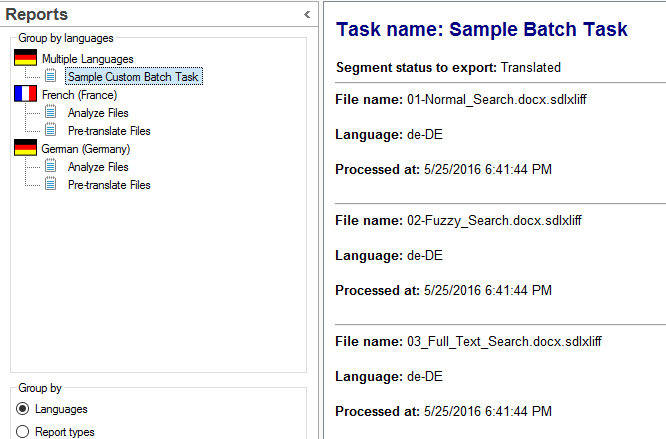 Reports
Group by languages
Multiple Languages
Sample Custom Batch Task
French (France)
Analyze Files
Pre-translate Files
German (Germany)
Analyze Files
Pre-translate Files
Group by
Languages
Report types
Task name: Sample Batch Task
Segment status to export: Translated
File name: 01-Normal_Search.docx.sdlxliff
Language: de-DE
Processed at: 5/25/2016 6:41:44 PM
File name: 02-Fuzzy_Search.docx.sdlxliff
Language: de-DE
Processed at: 5/25/2016 6:41:44 PM
File name: 03_Full_Text_Search.docx.sdlxliff
Language: de-DE
Processed at: 5/25/2016 6:41:44 PM